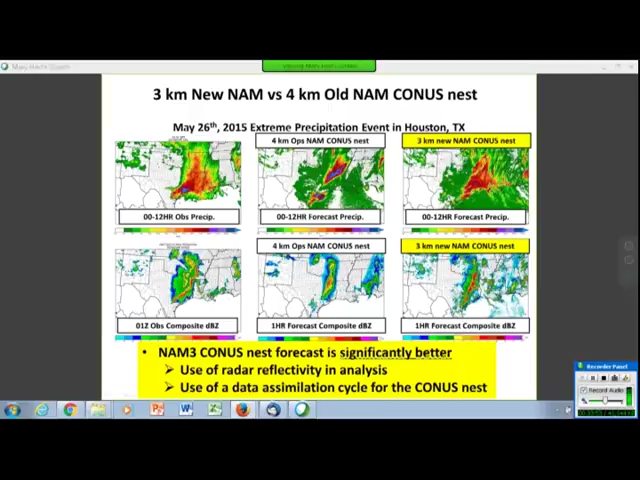 3 km New NAM vs 4 km Old NAM CONUS nest
May 26th, 2015 Extreme Precipitation Event in Houston, TX
4 km Ops NAM CONUS nest
3 km new NAM CONUS nest
00-12HR Obs Precip.
00-12HR Forecast Precip.
00-12HR Forecast Precip.
4 km Ops NAM CONUS nest
3 km new NAM CONUS nest
01Z Obs Composite dBZ
1HR Forecast Composite dBZ
1HR Forecast Composite dBZ
• NAM3 CONUS nest forecast is significantly better
➢ Use of radar reflectivity in analysis
➢ Use of a data assimilation cycle for the CONUS nest
Recorder Panel
Record Audio